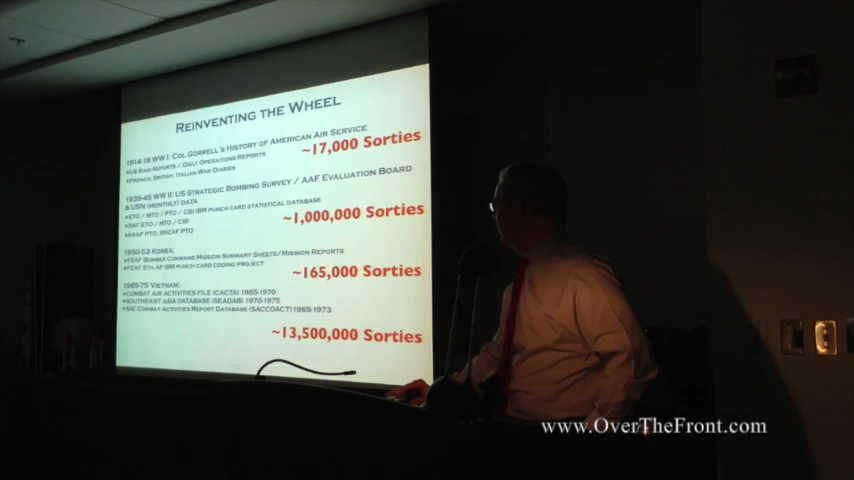 REINVENTING THE WHEEL
1914-18 WW I: COL GORRELL'S HISTORY OF AMERICAN AIR SERVICE
•US RAID REPORTS / DAILY OPERATIONS REPORTS
•FRENCH, BRITISH, ITALIAN WAR DIARIES
~17,000 Sorties
1939-45 WW II: US STRATEGIC BOMBING SURVEY / AAF EVALUATION BOARD
& USN (MONTHLY) DATA
•ETO / MTO / PTO / CBI IBM PUNCH CARD STATISTICAL DATABASE
•RAF ETO / MTO / CBI
•RAAF PTO, RNZAF PTO
~1,000,000 Sorties
1950-53 KOREA:
•FEAF BOMBER COMMAND MISSION SUMMARY SHEETS/MISSION REPORTS
•FEAF 5TH AF IBM PUNCH CARD CODING PROJECT
~165,000 Sorties
1965-75 VIETNAM:
•COMBAT AIR ACTIVITIES FILE (CACTA) 1965-1970
•SOUTHEAST ASIA DATABASE (SEADAB) 1970-1975
•SAC COMBAT ACTIVITIES REPORT DATABASE (SACCOACT) 1965-1973
~13,500,000 Sorties
www.OverTheFront.com